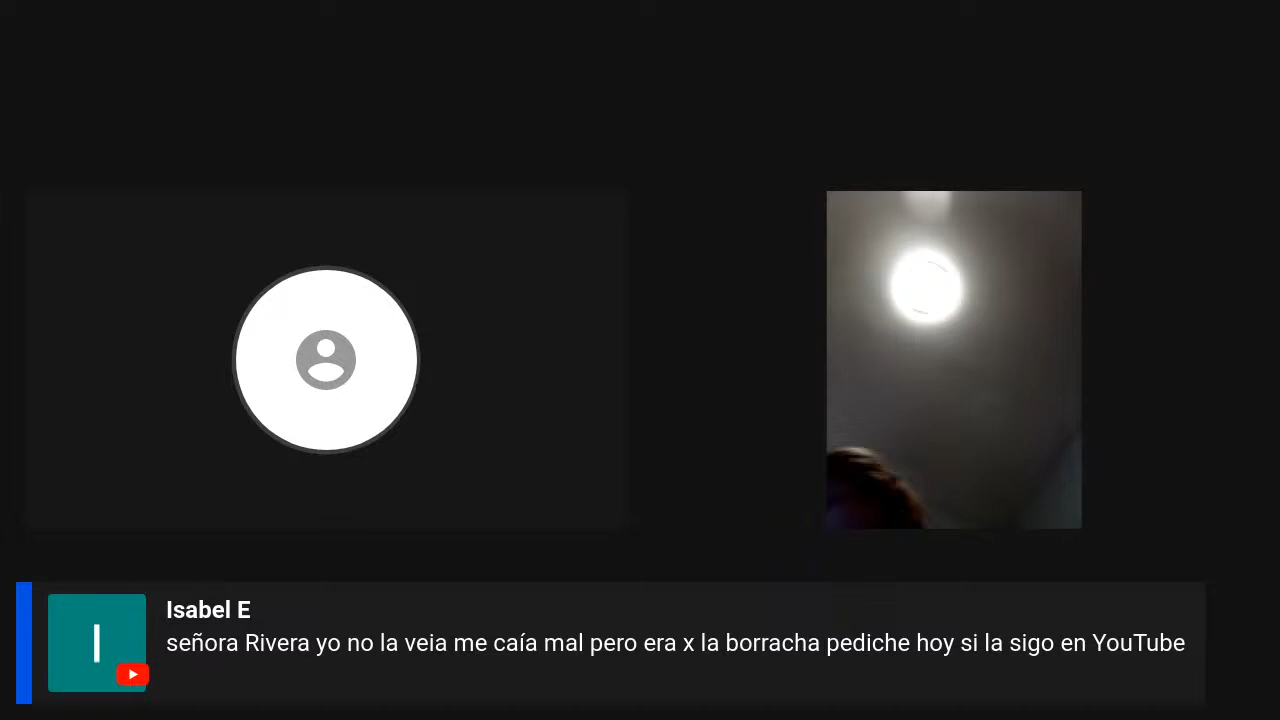 I
Isabel E
señora Rivera yo no la veia me caía mal pero era x la borracha pediche hoy si la sigo en YouTube